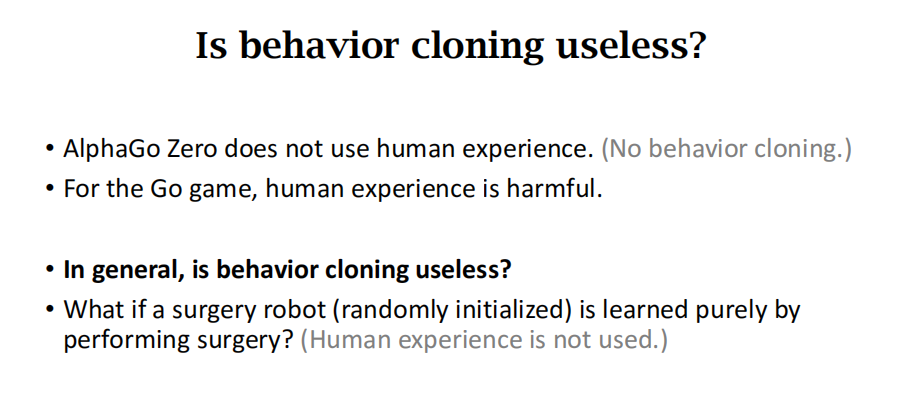 Is behavior cloning useless?
• AlphaGo Zero does not use human experience. (No behavior cloning.)
• For the Go game, human experience is harmful.
• In general, is behavior cloning useless?
• What if a surgery robot (randomly initialized) is learned purely by
performing surgery? (Human experience is not used.)